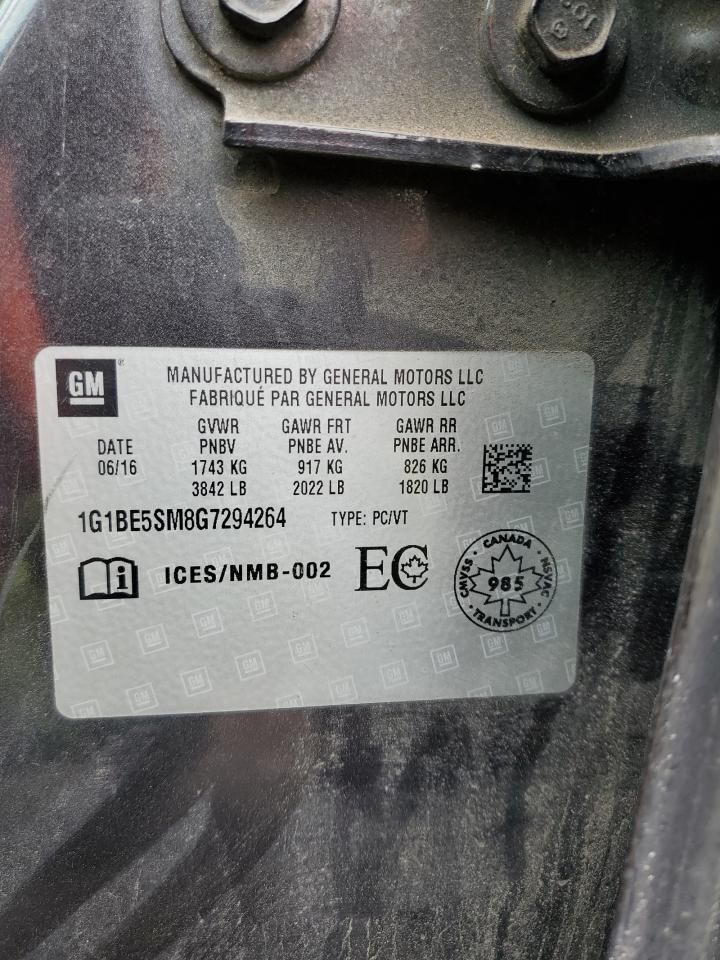 GM
MANUFACTURED BY GENERAL MOTORS LLC
FABRIQUÉ PAR GENERAL MOTORS LLC
GVWR GAWR FRT GAWR RR
DATE PNBV PNBE AV. PNBE ARR.
06/16 1743 KG 917 KG 826 KG
3842 LB 2022 LB 1820 LB
1G1BE5SM8G7294264 TYPE: PC/VT
i ICES/NMB-002 EC
CANADA
CMVSS 985 NSVAC
TRANSPORT